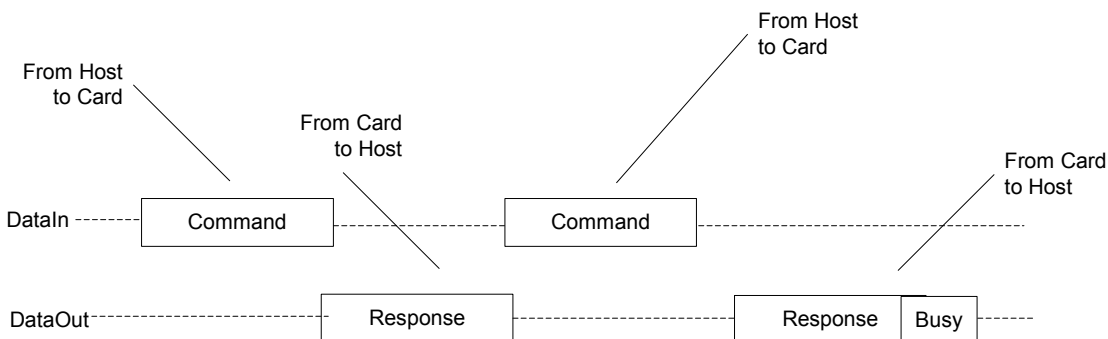 From Host
to Card
From Host
to Card
From Card
to Host
From Card
to Host
DataIn
Command
Command
DataOut
Response
Response
Busy